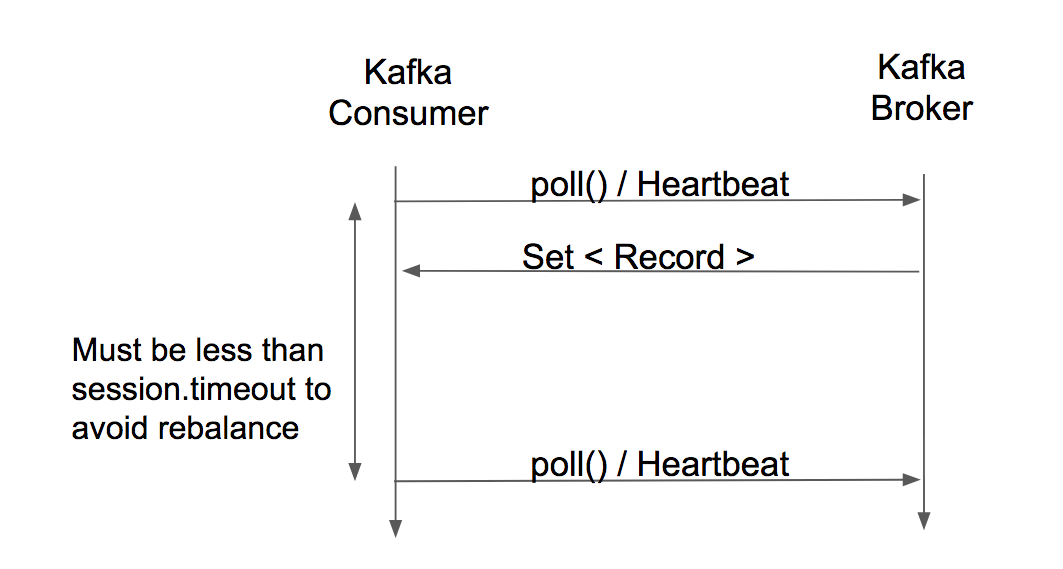 Kafka
Consumer
Kafka
Broker
poll() / Heartbeat
Set < Record >
Must be less than
session.timeout to
avoid rebalance
poll() / Heartbeat